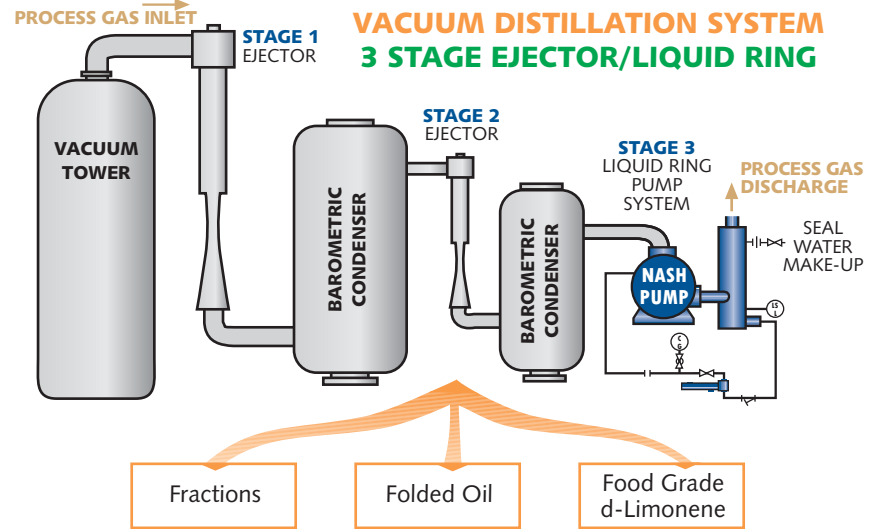 PROCESS GAS INLET
VACUUM DISTILLATION SYSTEM
3 STAGE EJECTOR/LIQUID RING
STAGE 1
EJECTOR
VACUUM
TOWER
BAROMETRIC
CONDENSER
STAGE 2
EJECTOR
BAROMETRIC
CONDENSER
STAGE 3
LIQUID RING
PUMP
SYSTEM
NASH
PUMP
PROCESS GAS
DISCHARGE
SEAL
WATER
MAKE-UP
C
G
Fractions
Folded Oil
Food Grade
d-Limonene